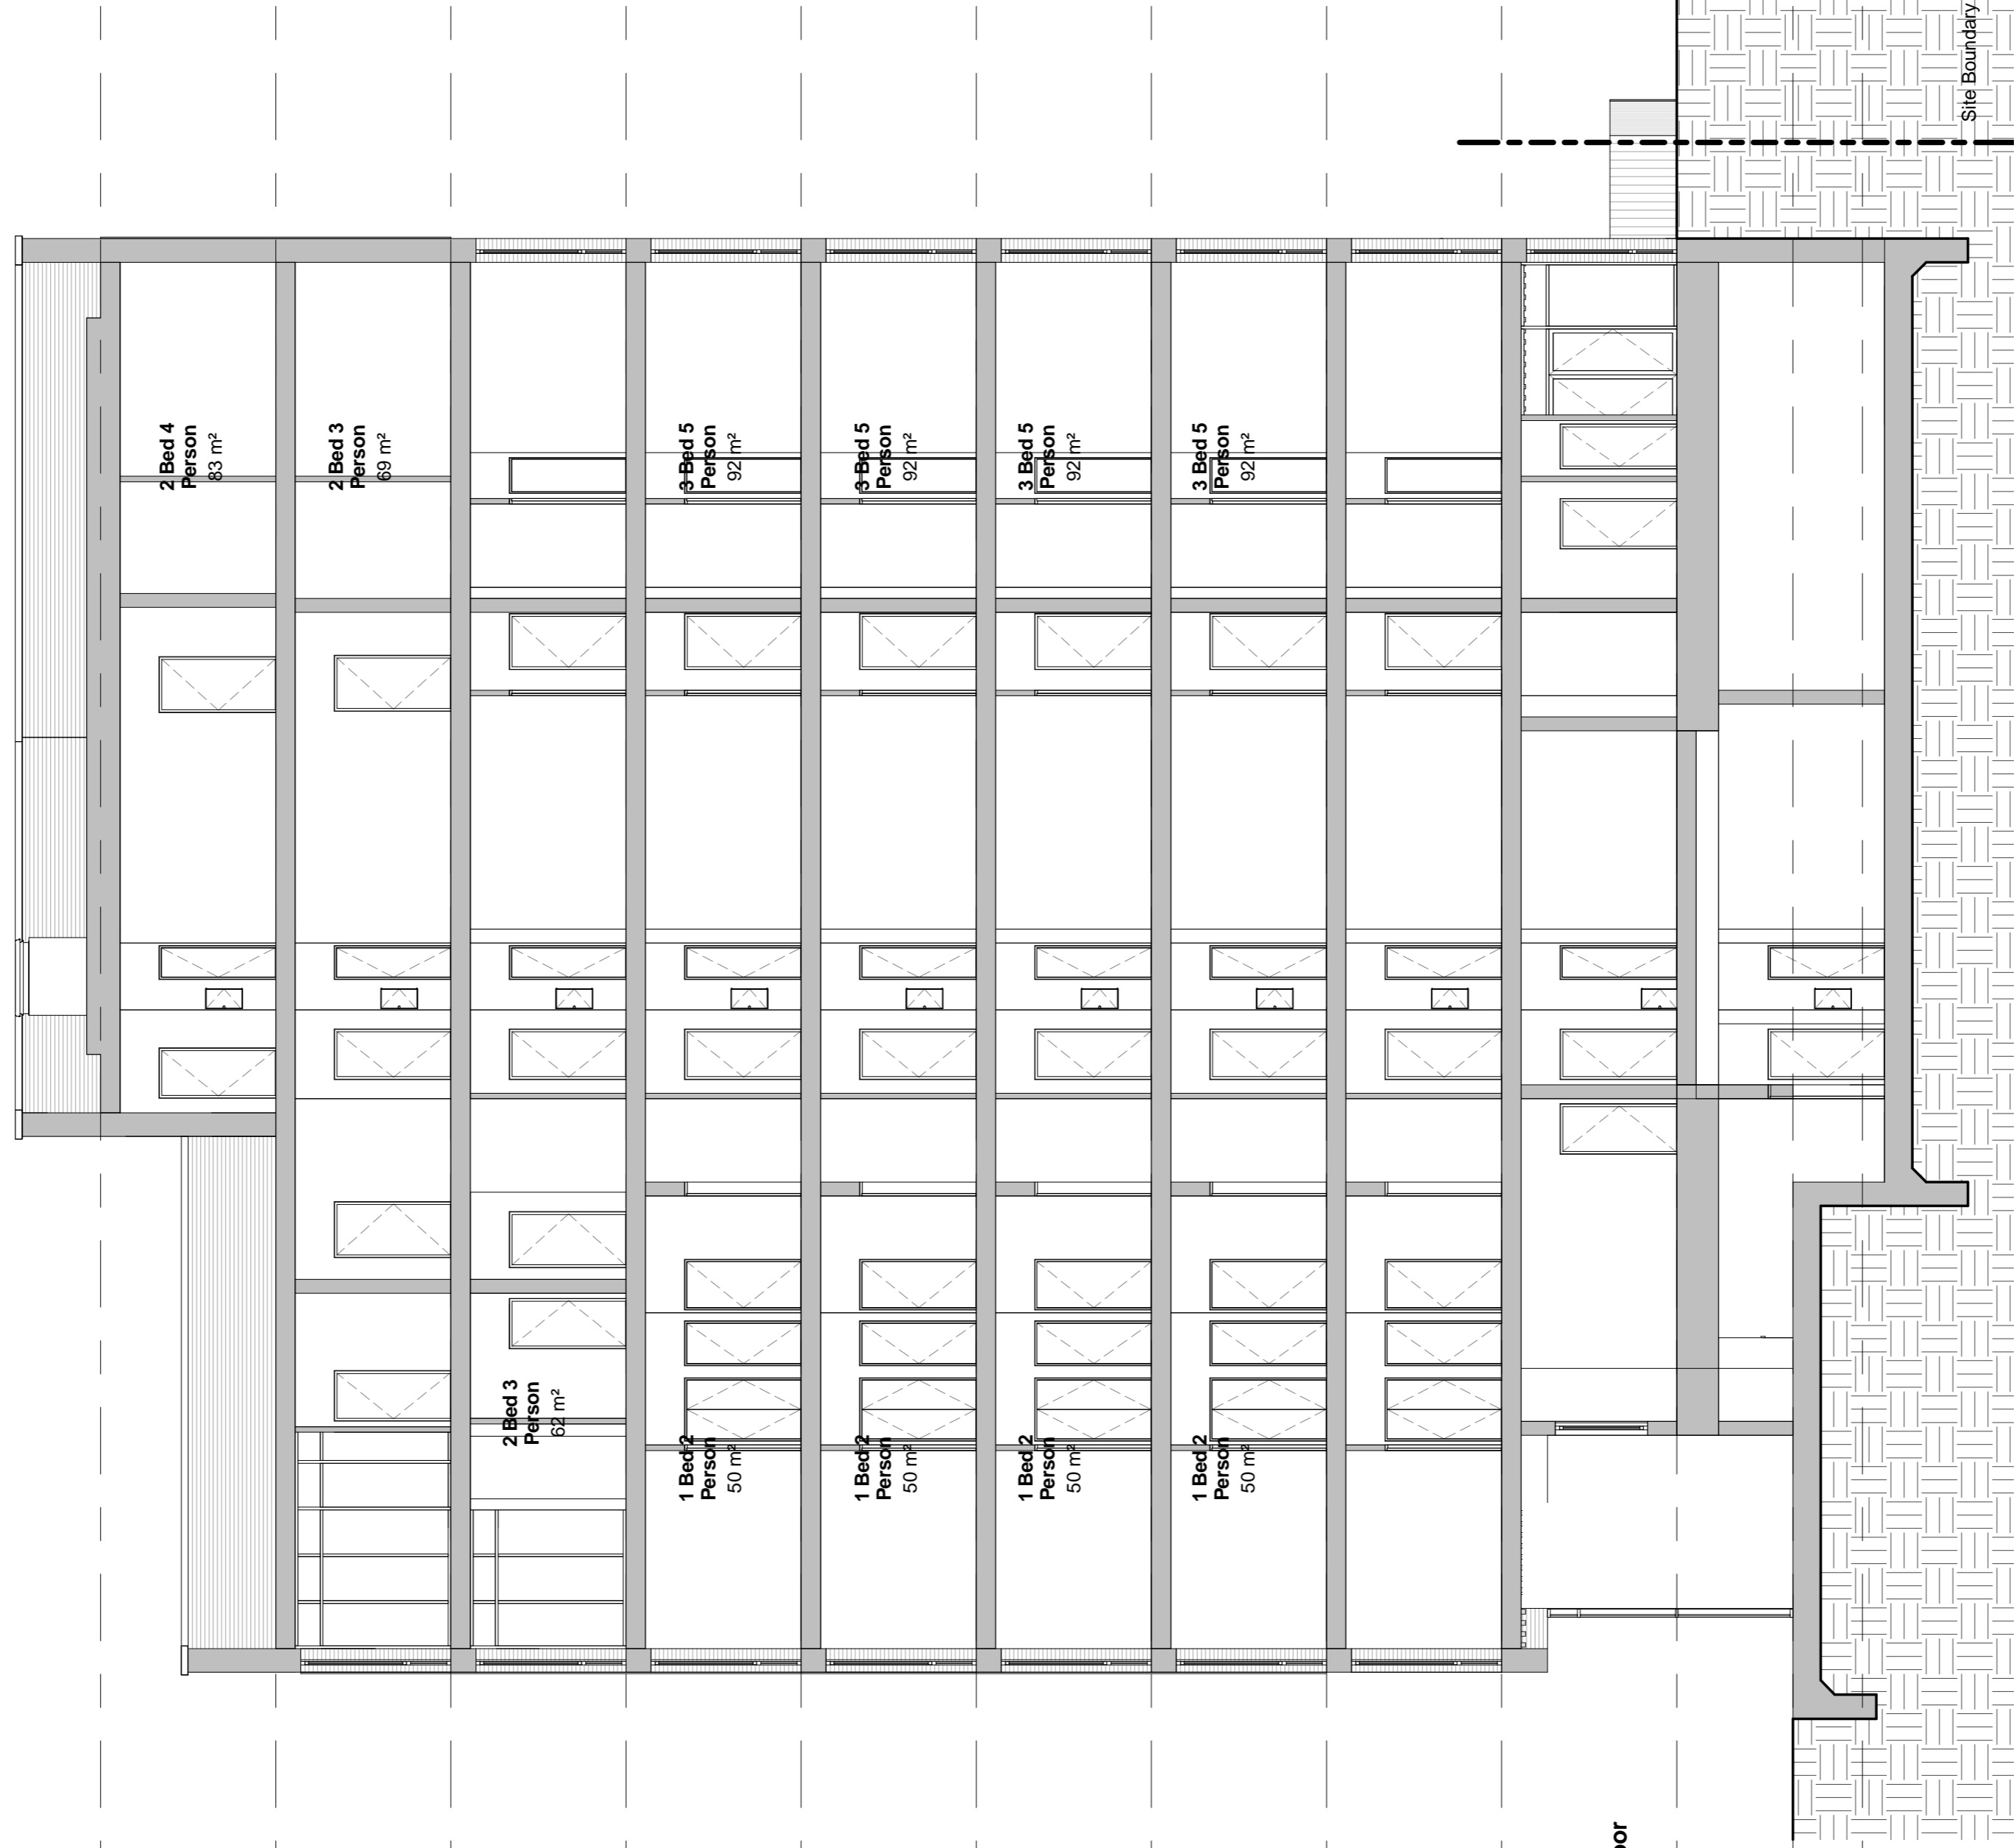 Site Boundary
2 Bed 4
Person
83 m²
2 Bed 3
Person
69 m²
3 Bed 5
Person
92 m²
3 Bed 5
Person
92 m²
3 Bed 5
Person
92 m²
3 Bed 5
Person
92 m²
2 Bed 3
Person
62 m²
1 Bed 2
Person
50 m²
1 Bed 2
Person
50 m²
1 Bed 2
Person
50 m²
1 Bed 2
Person
50 m²